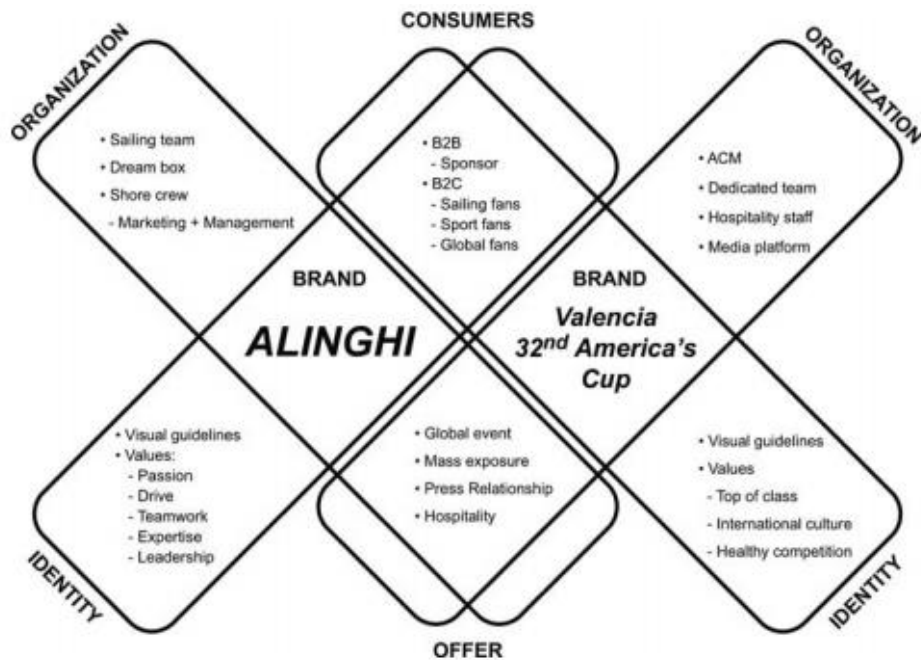 CONSUMERS
ORGANIZATION
ORGANIZATION
• Sailing team
• Dream box
• Shore crew
- Marketing + Management
• B2B
- Sponsor
• B2C
- Sailing fans
- Sport fans
- Global fans
• ACM
• Dedicated team
• Hospitality staff
• Media platform
BRAND
ALINGHI
BRAND
Valencia
32nd America's
Cup
• Visual guidelines
• Values:
- Passion
- Drive
- Teamwork
- Expertise
- Leadership
• Global event
• Mass exposure
• Press Relationship
• Hospitality
• Visual guidelines
• Values
- Top of class
- International culture
- Healthy competition
IDENTITY
IDENTITY
OFFER